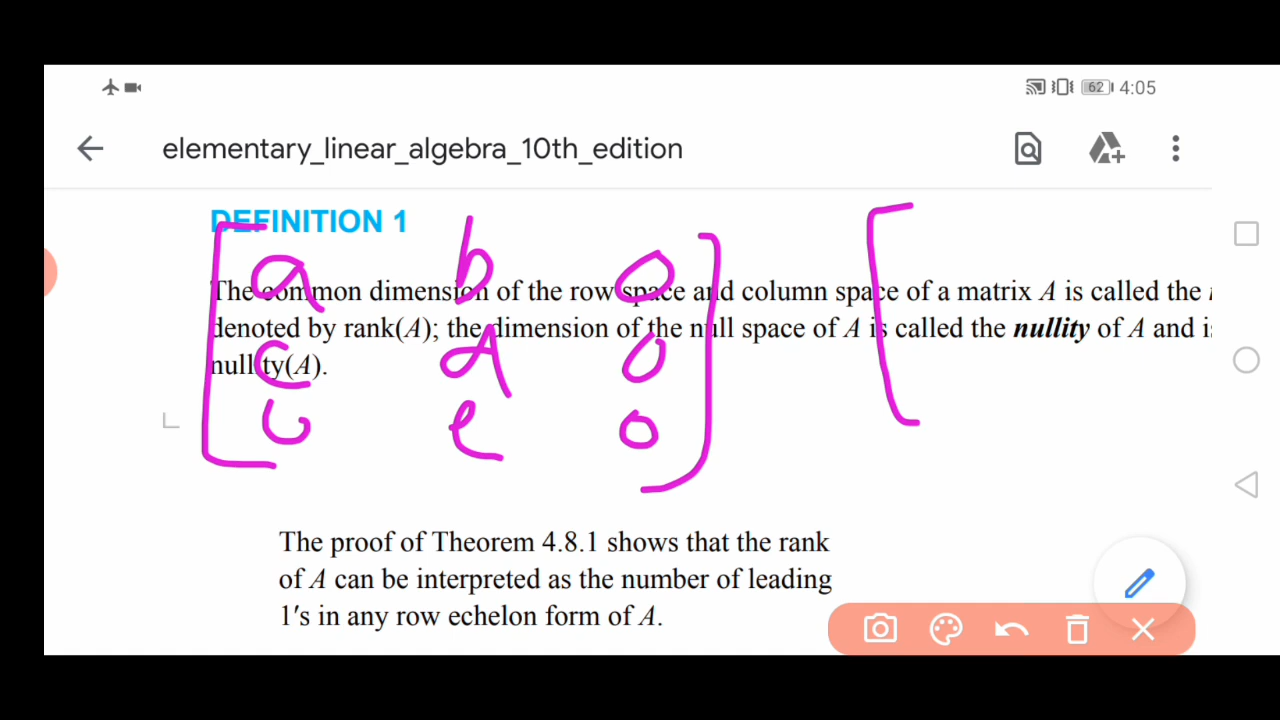 62 4:05
elementary_linear_algebra_10th_edition
DEFINITION 1
The common dimension of the row space and column space of a matrix A is called the
denoted by rank(A); the dimension of the null space of A is called the nullity of A and
nullity(A).
a b 0
c d 0
e 0
The proof of Theorem 4.8.1 shows that the rank
of A can be interpreted as the number of leading
1′s in any row echelon form of A.